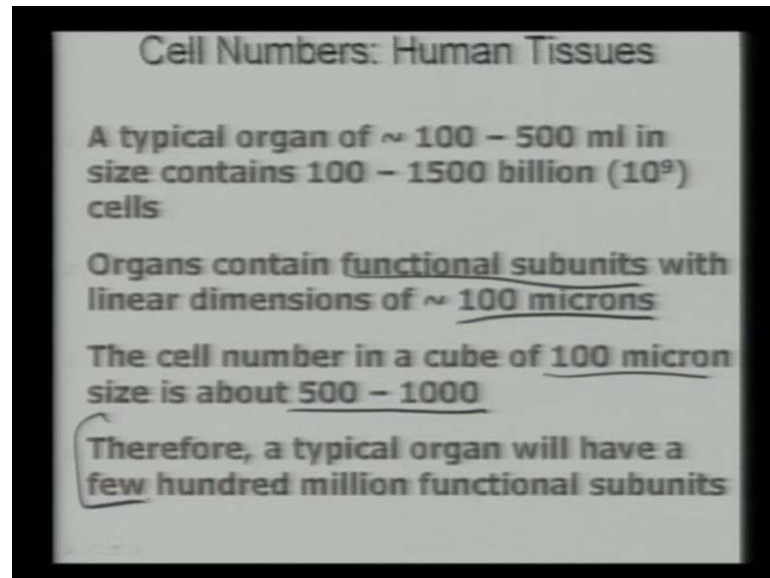 Cell Numbers: Human Tissues
A typical organ of ~ 100 – 500 ml in
size contains 100 – 1500 billion (10⁹)
cells
Organs contain functional subunits with
linear dimensions of ~ 100 microns
The cell number in a cube of 100 micron
size is about 500 – 1000
Therefore, a typical organ will have a
few hundred million functional subunits